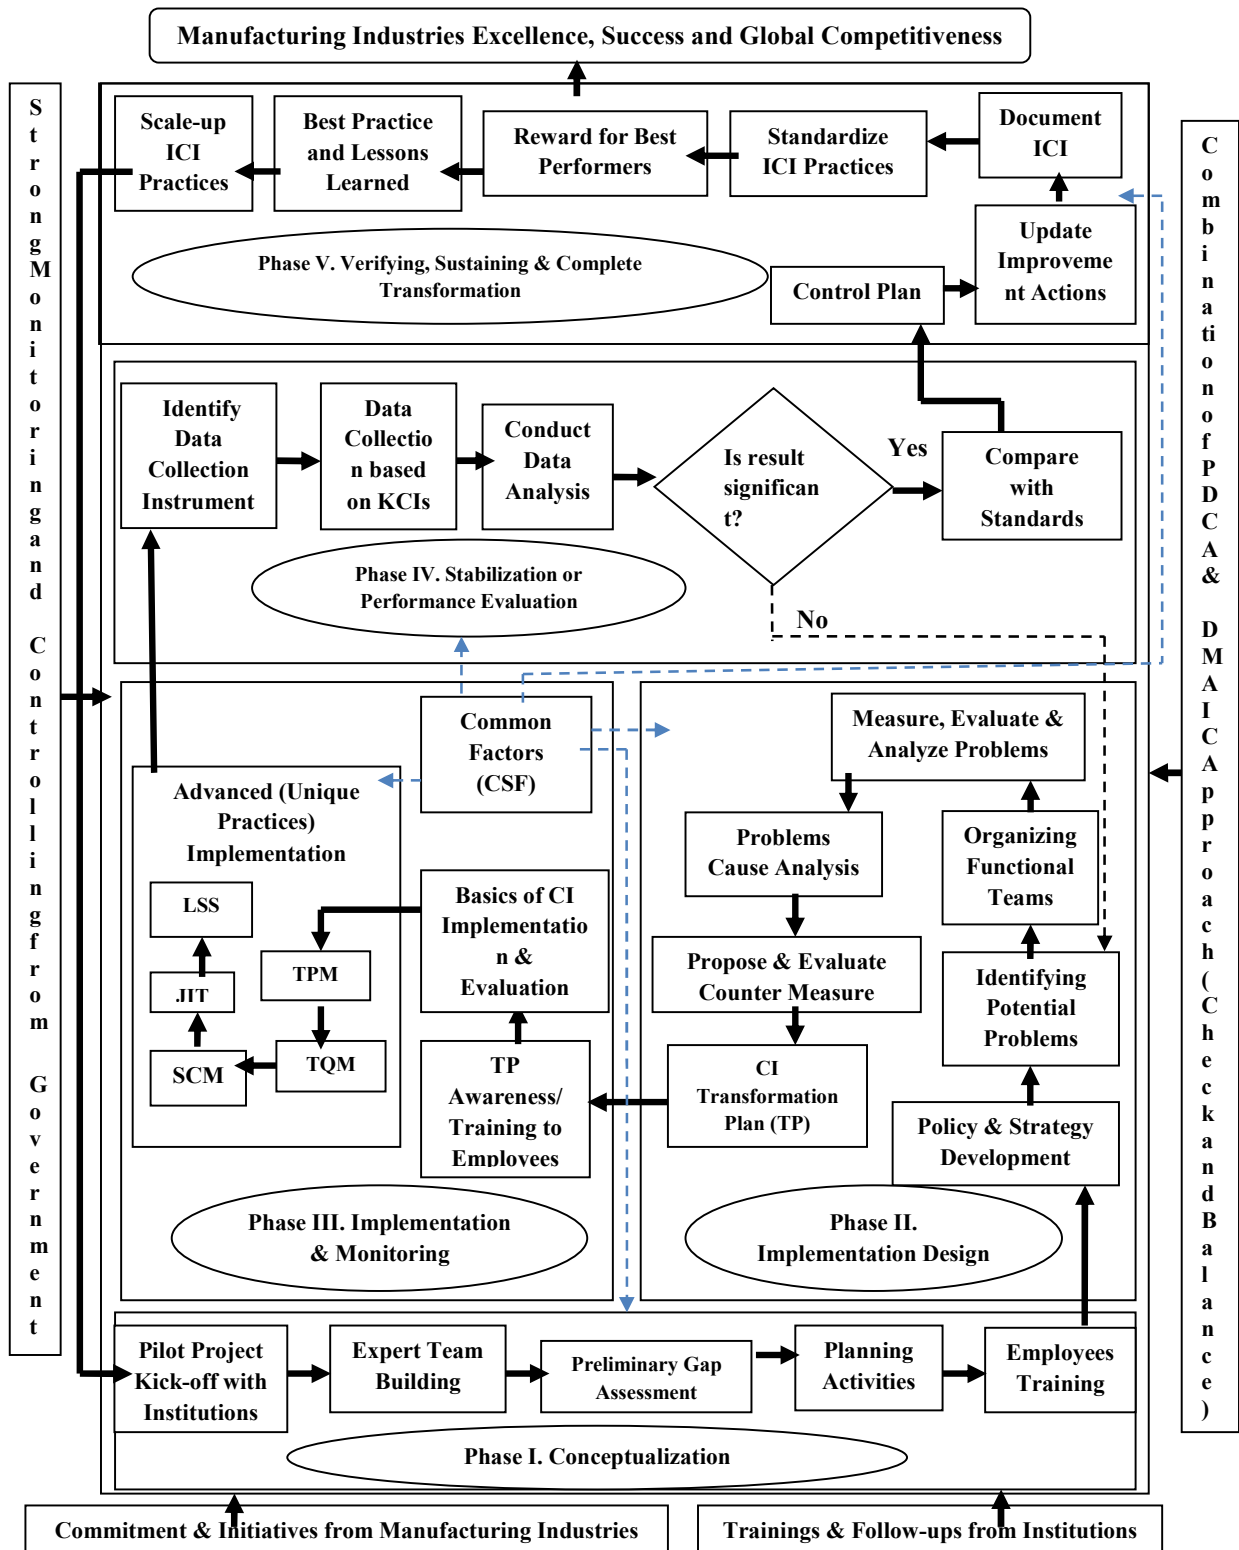 Manufacturing Industries Excellence, Success and Global Competitiveness
Strong Monitoring and Controlling from Government
Combination of PDCA & DMAIC Approach (Check and Balance)
Scale-up
ICI
Practices
Best Practice
and Lessons
Learned
Reward for Best
Performers
Standardize
ICI Practices
Document
ICI
Update
Improveme
nt Actions
Control Plan
Phase V. Verifying, Sustaining & Complete
Transformation
Identify
Data
Collection
Instrument
Data
Collectio
n based
on KCIs
Conduct
Data
Analysis
Is result
significan
t?
Yes
No
Compare
with
Standards
Phase IV. Stabilization or
Performance Evaluation
Common
Factors
(CSF)
Advanced (Unique
Practices)
Implementation
LSS
JIT
SCM
TPM
TQM
Basics of CI
Implementatio
n &
Evaluation
TP
Awareness/
Training to
Employees
Phase III. Implementation
& Monitoring
Measure, Evaluate &
Analyze Problems
Problems
Cause Analysis
Propose & Evaluate
Counter Measure
CI
Transformation
Plan (TP)
Organizing
Functional
Teams
Identifying
Potential
Problems
Policy & Strategy
Development
Phase II.
Implementation Design
Pilot Project
Kick-off with
Institutions
Expert Team
Building
Preliminary Gap
Assessment
Planning
Activities
Employees
Training
Phase I. Conceptualization
Commitment & Initiatives from Manufacturing Industries
Trainings & Follow-ups from Institutions